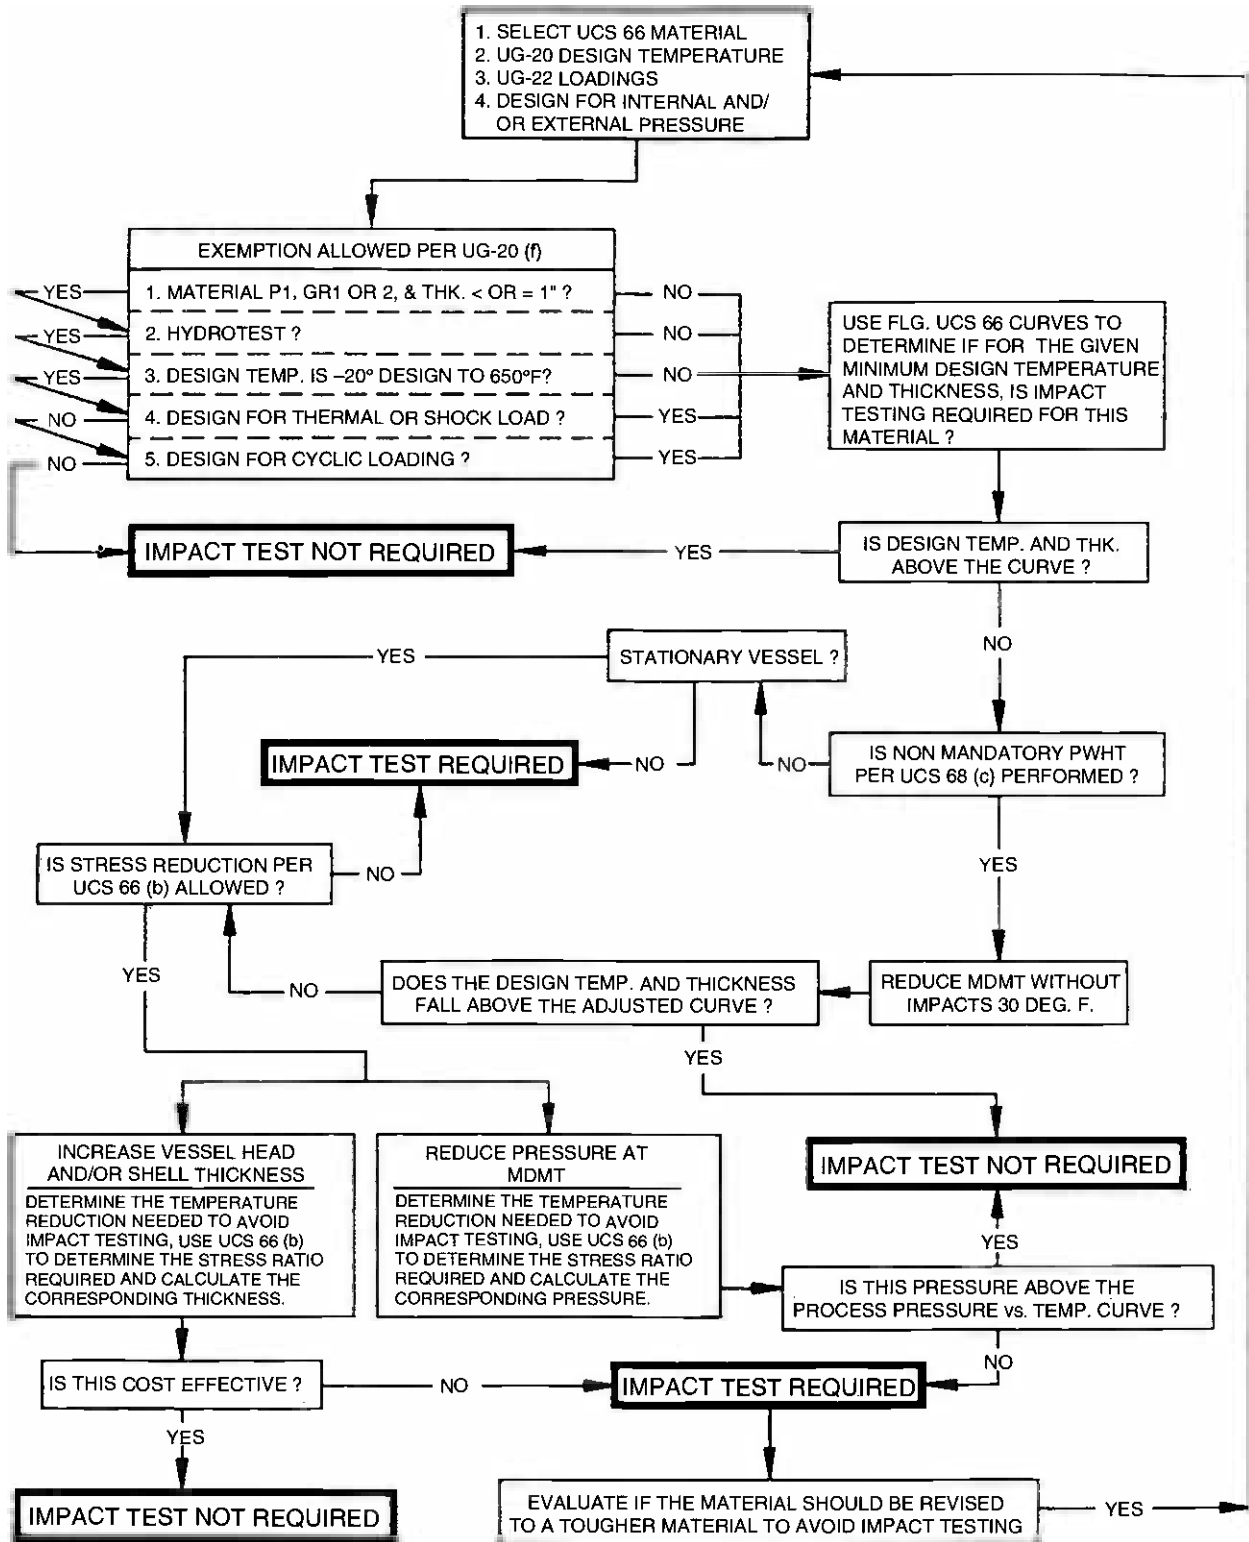 1. SELECT UCS 66 MATERIAL
2. UG-20 DESIGN TEMPERATURE
3. UG-22 LOADINGS
4. DESIGN FOR INTERNAL AND/
OR EXTERNAL PRESSURE
EXEMPTION ALLOWED PER UG-20 (f)
YES
1. MATERIAL P1, GR1 OR 2, & THK. < OR = 1" ?
NO
YES
2. HYDROTEST ?
NO
YES
3. DESIGN TEMP. IS –20° DESIGN TO 650°F?
NO
NO
4. DESIGN FOR THERMAL OR SHOCK LOAD ?
YES
NO
5. DESIGN FOR CYCLIC LOADING ?
YES
USE FLG. UCS 66 CURVES TO
DETERMINE IF FOR THE GIVEN
MINIMUM DESIGN TEMPERATURE
AND THICKNESS, IS IMPACT
TESTING REQUIRED FOR THIS
MATERIAL ?
IMPACT TEST NOT REQUIRED
YES
IS DESIGN TEMP. AND THK.
ABOVE THE CURVE ?
NO
YES
STATIONARY VESSEL ?
IMPACT TEST REQUIRED
NO
NO
IS NON MANDATORY PWHT
PER UCS 68 (c) PERFORMED ?
IS STRESS REDUCTION PER
UCS 66 (b) ALLOWED ?
NO
YES
YES
NO
DOES THE DESIGN TEMP. AND THICKNESS
FALL ABOVE THE ADJUSTED CURVE ?
REDUCE MDMT WITHOUT
IMPACTS 30 DEG. F.
YES
INCREASE VESSEL HEAD
AND/OR SHELL THICKNESS
DETERMINE THE TEMPERATURE
REDUCTION NEEDED TO AVOID
IMPACT TESTING, USE UCS 66 (b)
TO DETERMINE THE STRESS RATIO
REQUIRED AND CALCULATE THE
CORRESPONDING THICKNESS.
REDUCE PRESSURE AT
MDMT
DETERMINE THE TEMPERATURE
REDUCTION NEEDED TO AVOID
IMPACT TESTING, USE UCS 66 (b)
TO DETERMINE THE STRESS RATIO
REQUIRED AND CALCULATE THE
CORRESPONDING PRESSURE.
IMPACT TEST NOT REQUIRED
YES
IS THIS PRESSURE ABOVE THE
PROCESS PRESSURE vs. TEMP. CURVE ?
NO
IS THIS COST EFFECTIVE ?
NO
IMPACT TEST REQUIRED
YES
IMPACT TEST NOT REQUIRED
EVALUATE IF THE MATERIAL SHOULD BE REVISED
TO A TOUGHER MATERIAL TO AVOID IMPACT TESTING
YES